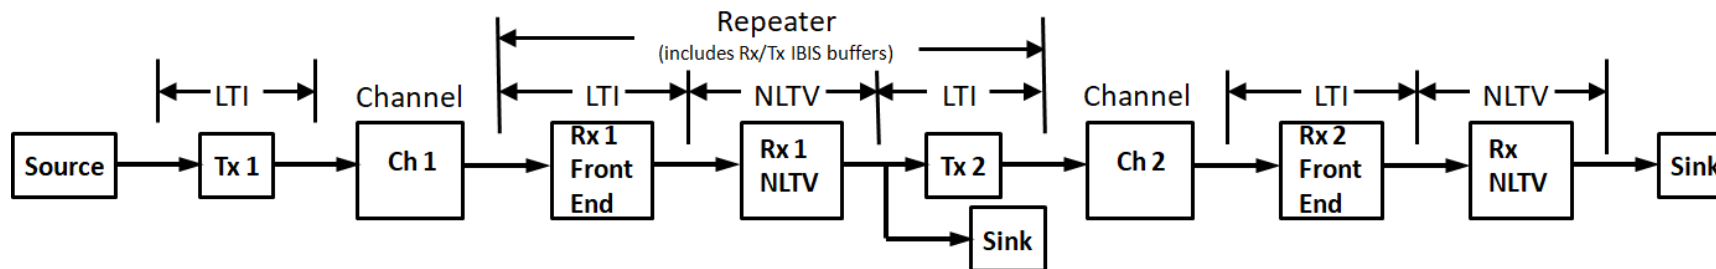 Repeater
(includes Rx/Tx IBIS buffers)
LTI
Channel
LTI
NLTV
LTI
Channel
LTI
NLTV
Source
Tx 1
Ch 1
Rx 1
Front
End
Rx 1
NLTV
Tx 2
Ch 2
Rx 2
Front
End
Rx
NLTV
Sink
Sink